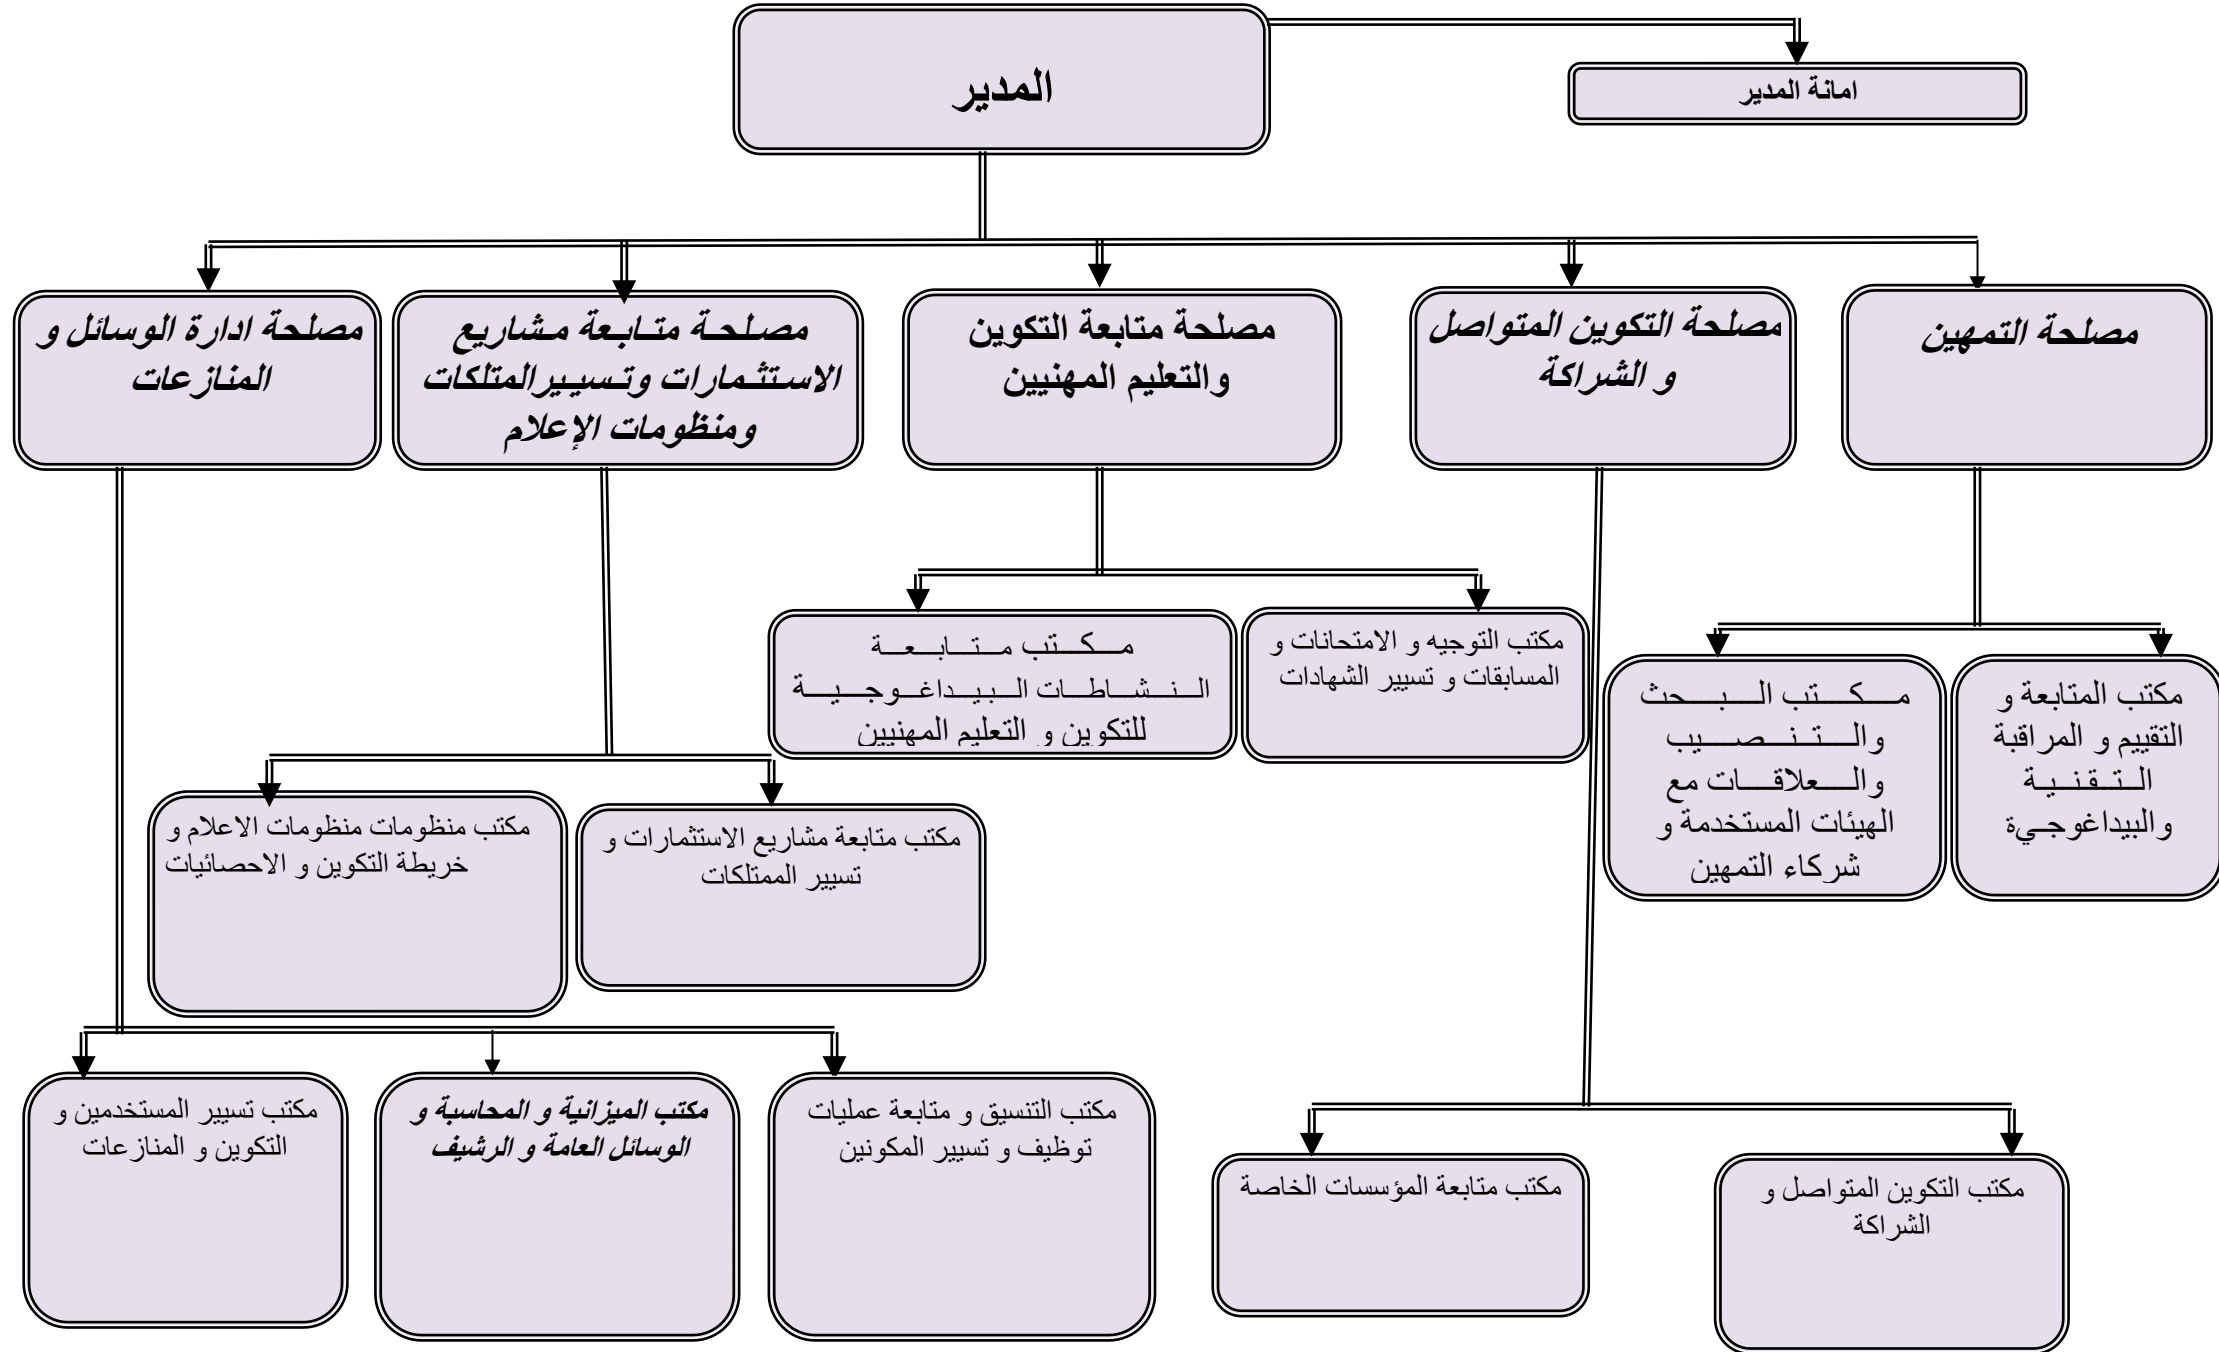 المدير
امانة المدير
مصلحة التمهين
مصلحة التكوين المتواصل
و الشراكة
مصلحة متابعة التكوين
والتعليم المهنيين
مصلحة متابعة مشاريع
الاستثمارات وتسييرالمتلكات
ومنظومات الإعلام
مصلحة ادارة الوسائل و
المنازعات
مكتب المتابعة و
التقييم و المراقبة
التقنية
والبيداغوجية
مكتب البحث
والتنصيب
والعلاقات مع
الهيئات المستخدمة و
شركاء التمهين
مكتب التوجيه و الامتحانات و
المسابقات و تسيير الشهادات
مكتب متابعة
النشاطات البيداغوجية
للتكوين و التعليم المهنيين
مكتب متابعة مشاريع الاستثمارات و
تسيير الممتلكات
مكتب منظومات منظومات الاعلام و
خريطة التكوين و الاحصائيات
مكتب التكوين المتواصل و
الشراكة
مكتب متابعة المؤسسات الخاصة
مكتب التنسيق و متابعة عمليات
توظيف و تسيير المكونين
مكتب الميزانية و المحاسبة و
الوسائل العامة و الرشيف
مكتب تسيير المستخدمين و
التكوين و المنازعات